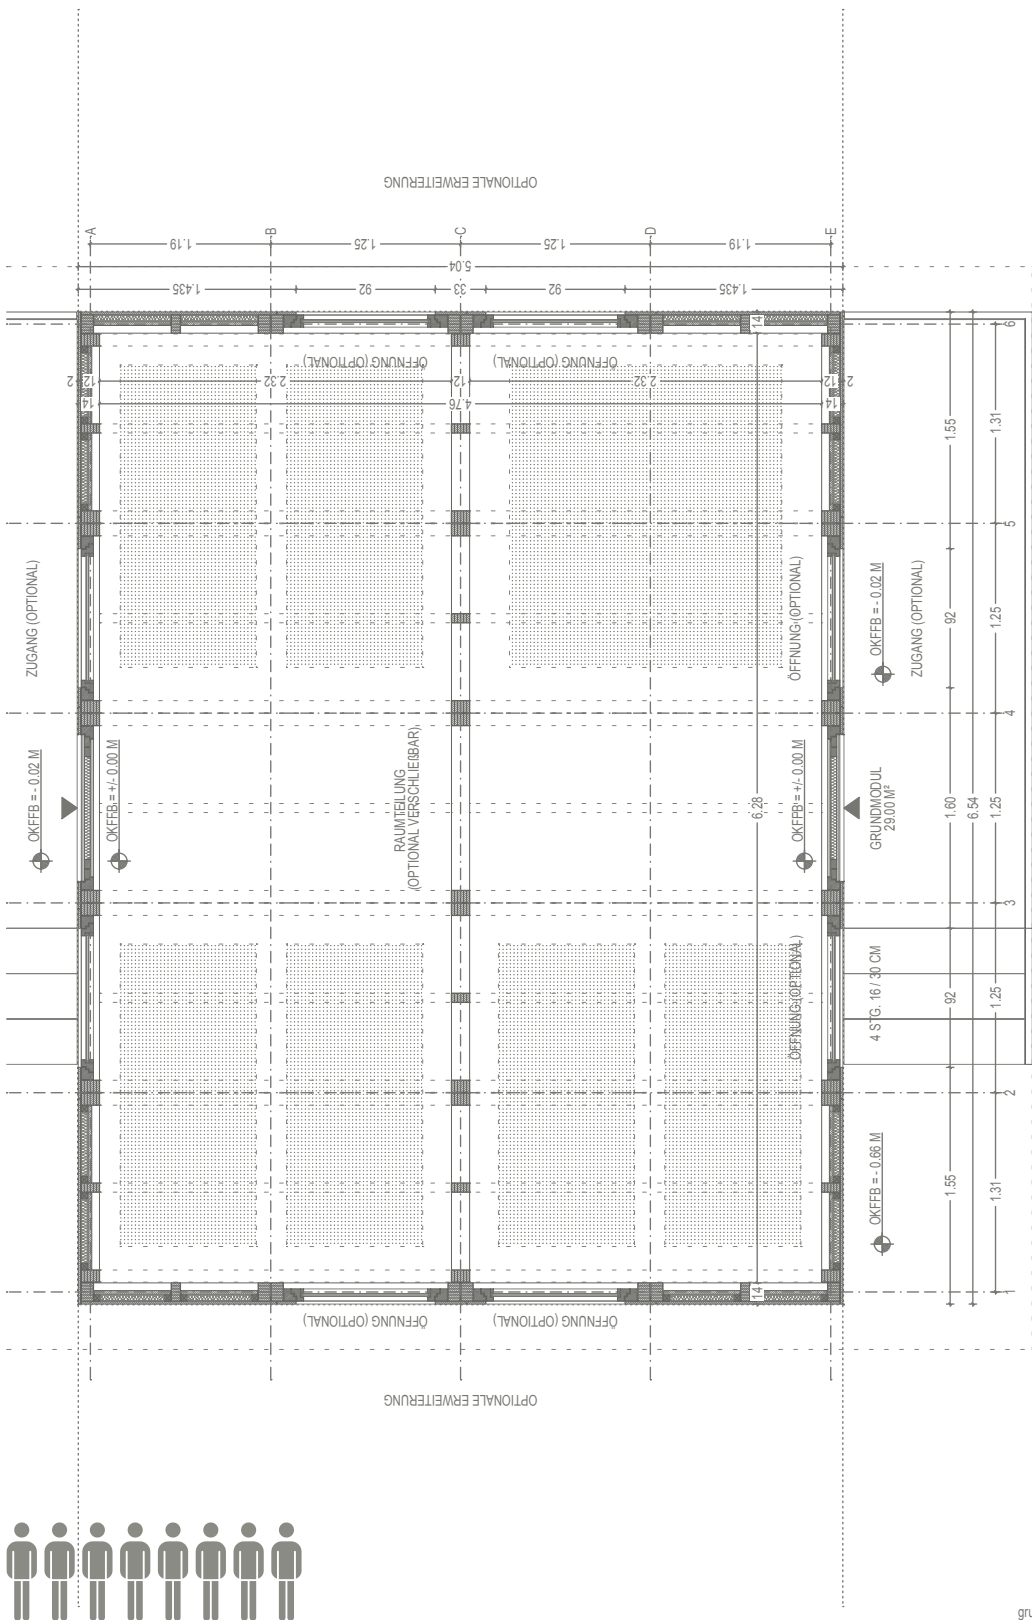 OPTIONALE ERWEITERUNG
A
B
C
D
E
1.19
1.25
1.25
1.19
5.04
1.435
92
33
92
1.435
14
6
ÖFFNUNG (OPTIONAL)
ÖFFNUNG (OPTIONAL)
2
12
2.32
12
2.32
12
2
14
4.76
14
1.55
1.31
5
ZUGANG (OPTIONAL)
ÖFFNUNG (OPTIONAL)
OKFFB = - 0.02 M
ZUGANG (OPTIONAL)
92
1.25
4
OKFFB = - 0.02 M
OKFFB = +/- 0.00 M
RAUMTEILUNG
(OPTIONAL VERSCHLIEßBAR)
6.28
OKFFB = +/- 0.00 M
GRUNDMODUL
29.00 M²
1.60
6.54
1.25
3
ÖFFNUNG (OPTIONAL)
4 STG. 16 / 30 CM
92
1.25
2
OKFFB = - 0.66 M
1.55
1.31
1
14
ÖFFNUNG (OPTIONAL)
ÖFFNUNG (OPTIONAL)
OPTIONALE ERWEITERUNG
gru